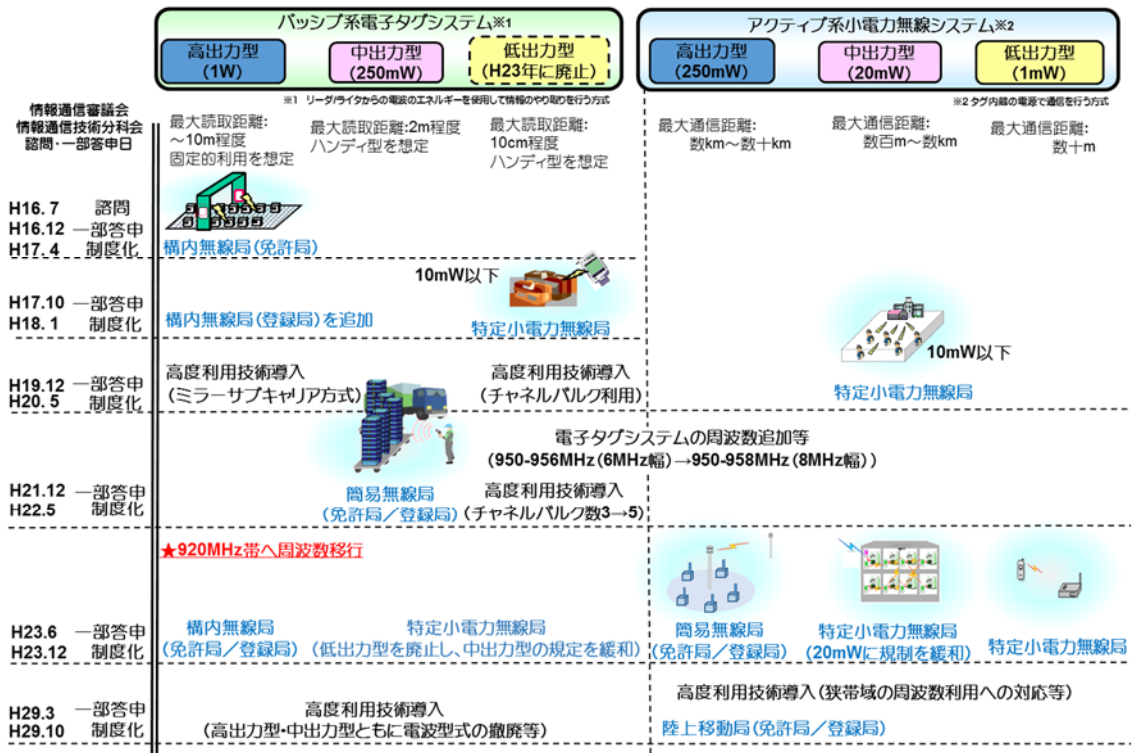 パッシブ系電子タグシステム※1
高出力型
(1W)
中出力型
(250mW)
低出力型
(H23年に廃止)
アクティブ系小電力無線システム※2
高出力型
(250mW)
中出力型
(20mW)
低出力型
(1mW)
※1 リーダ/ライタからの電波のエネルギーを使用して情報のやり取りを行う方式
※2 タグ内蔵の電源で通信を行う方式
情報通信審議会
情報通信技術分科会
諮問・一部答申日
最大読取距離:
～10m程度
固定的利用を想定
最大読取距離:2m程度
ハンディ型を想定
最大読取距離:
10cm程度
ハンディ型を想定
最大通信距離:
数km～数十km
最大通信距離:
数百m～数km
最大通信距離:
数十m
H16.7 諮問
H16.12 一部答申
H17.4 制度化
構内無線局(免許局)
H17.10 一部答申
H18.1 制度化
構内無線局(登録局)を追加
10mW以下
特定小電力無線局
10mW以下
特定小電力無線局
H19.12 一部答申
H20.5 制度化
高度利用技術導入
(ミラーサブキャリア方式)
高度利用技術導入
(チャネルバルク利用)
電子タグシステムの周波数追加等
(950-956MHz(6MHz幅)→950-958MHz(8MHz幅))
H21.12 一部答申
H22.5 制度化
簡易無線局
(免許局/登録局)
高度利用技術導入
(チャネルバルク数3→5)
★920MHz帯へ周波数移行
H23.6 一部答申
H23.12 制度化
構内無線局
(免許局/登録局)
特定小電力無線局
(低出力型を廃止し、中出力型の規定を緩和)
簡易無線局
(免許局/登録局)
特定小電力無線局
(20mWに規制を緩和)
特定小電力無線局
H29.3 一部答申
H29.10 制度化
高度利用技術導入
(高出力型・中出力型ともに電波型式の撤廃等)
高度利用技術導入(狭帯域の周波数利用への対応等)
陸上移動局(免許局/登録局)